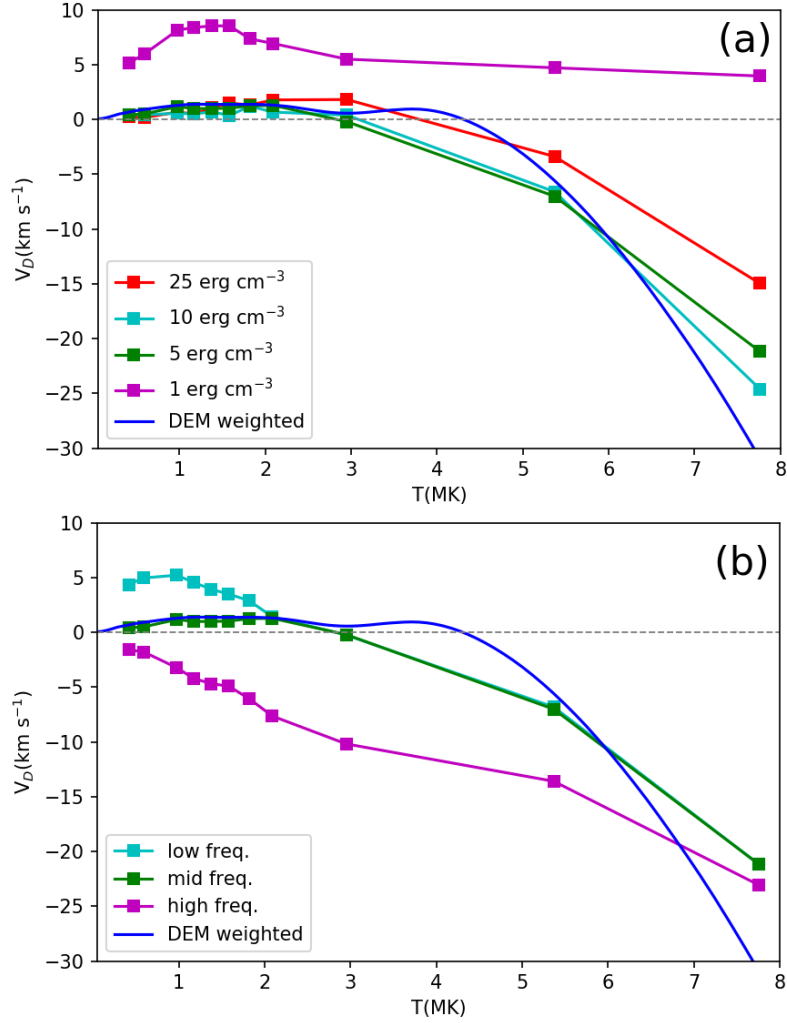 10
(a)
5
0
−5
−10
−15
−20
−25
−30
V_D(km s⁻¹)
25 erg cm⁻³
10 erg cm⁻³
5 erg cm⁻³
1 erg cm⁻³
DEM weighted
1 2 3 4 5 6 7 8
T(MK)
10
(b)
5
0
−5
−10
−15
−20
−25
−30
V_D(km s⁻¹)
low freq.
mid freq.
high freq.
DEM weighted
1 2 3 4 5 6 7 8
T(MK)